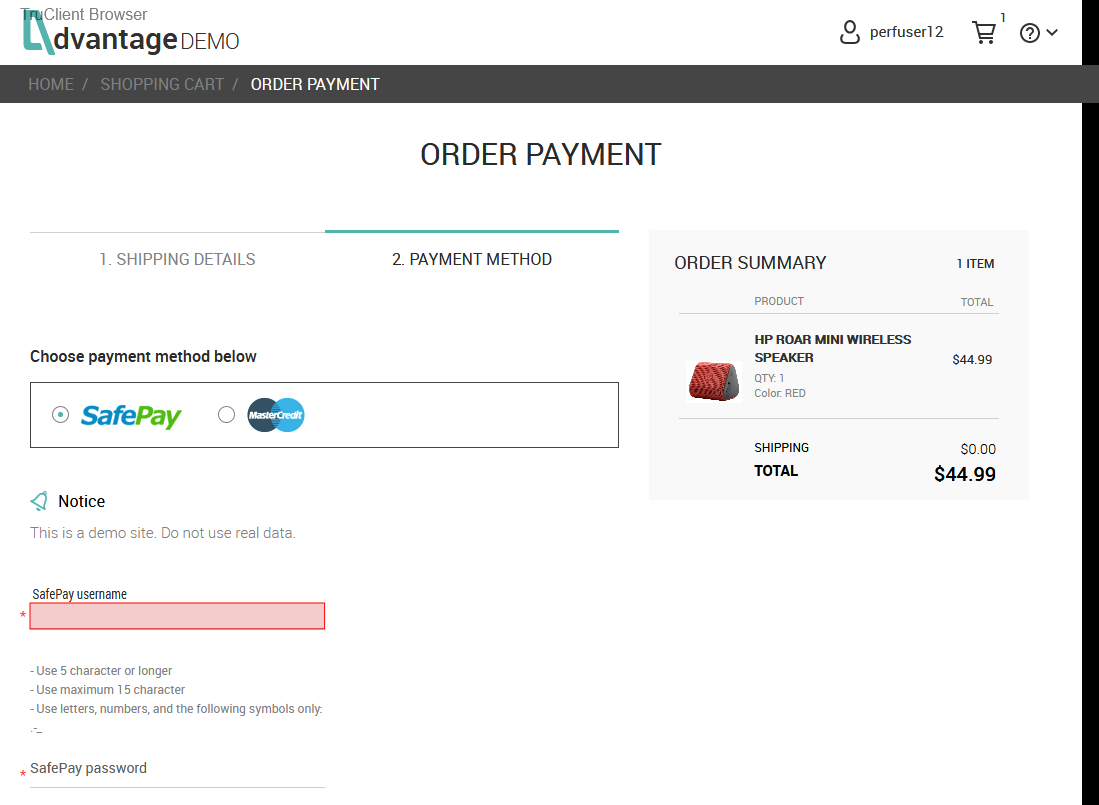 TruClient Browser
dvantage DEMO
perfuser12
1
?
HOME / SHOPPING CART / ORDER PAYMENT
ORDER PAYMENT
1. SHIPPING DETAILS
2. PAYMENT METHOD
Choose payment method below
SafePay
MasterCredit
Notice
This is a demo site. Do not use real data.
SafePay username
*
- Use 5 character or longer
- Use maximum 15 character
- Use letters, numbers, and the following symbols only:
.-_
* SafePay password
ORDER SUMMARY
1 ITEM
PRODUCT
TOTAL
HP ROAR MINI WIRELESS
SPEAKER
$44.99
QTY: 1
Color: RED
SHIPPING
$0.00
TOTAL
$44.99